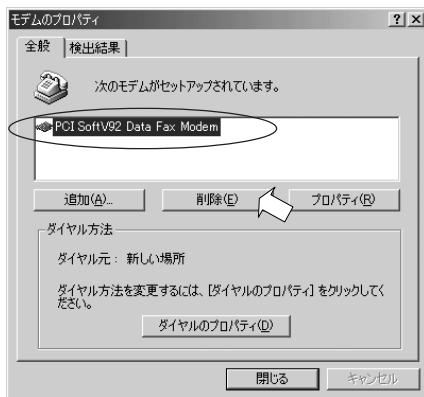 モデムのプロパティ
? ×
全般 検出結果
次のモデムがセットアップされています。
PCI SoftV92 Data Fax Modem
追加(A)... 削除(E) プロパティ(R)
ダイヤル方法
ダイヤル元: 新しい場所
ダイヤル方法を変更するには、[ダイヤルのプロパティ] をクリックしてく
ださい。
ダイヤルのプロパティ(D)
閉じる キャンセル